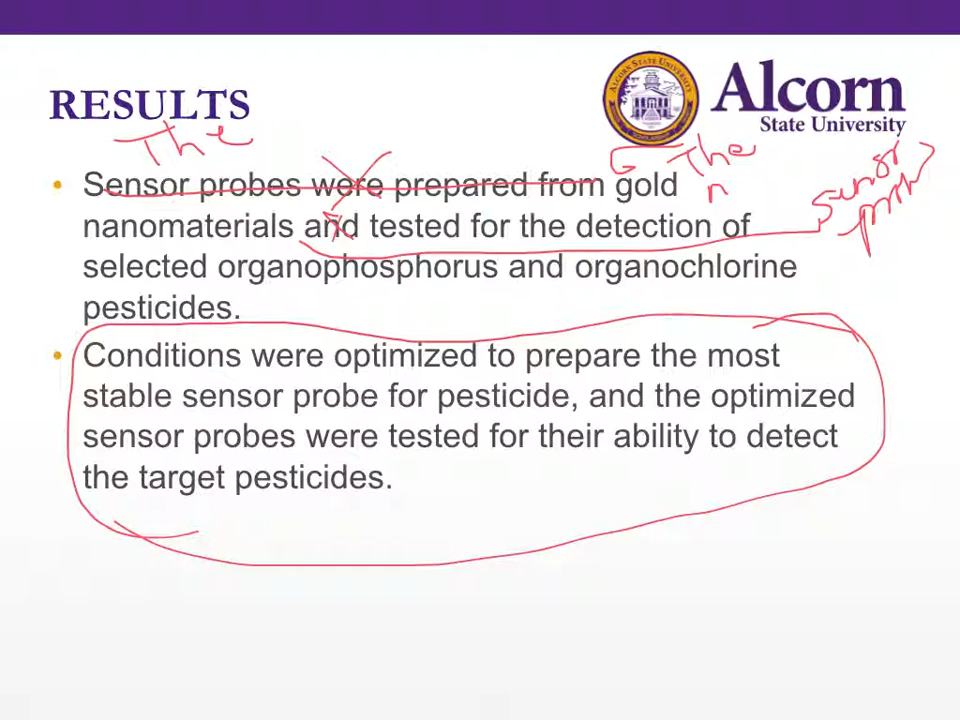 RESULTS
ALCORN STATE UNIVERSITY
Alcorn
State University
The
The
n
sensor
Sensor probes were prepared from gold
nanomaterials and tested for the detection of
selected organophosphorus and organochlorine
pesticides.
Conditions were optimized to prepare the most
stable sensor probe for pesticide, and the optimized
sensor probes were tested for their ability to detect
the target pesticides.